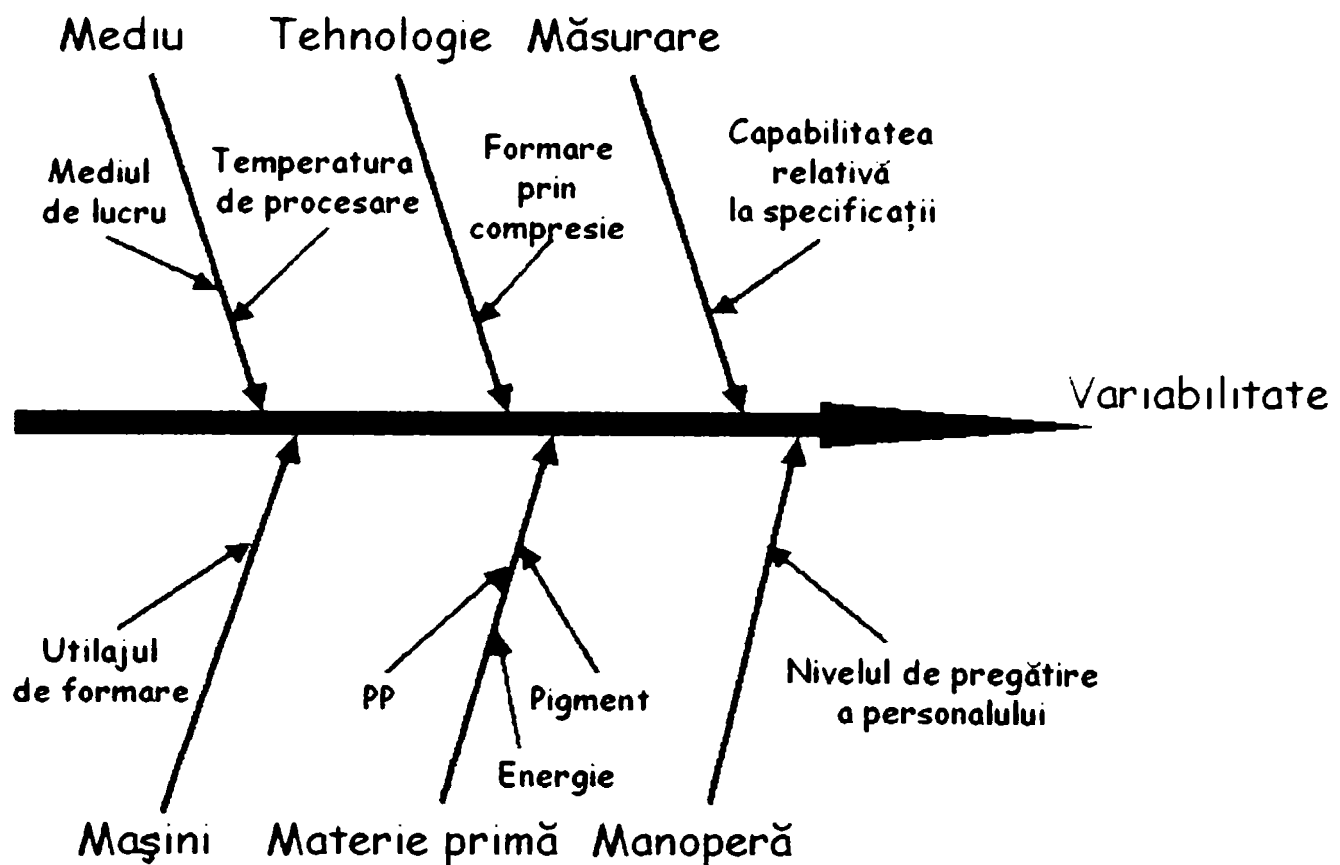 Mediu Tehnologie Măsurare
Mediul
de lucru
Temperatura
de procesare
Formare
prin
compresie
Capabilitatea
relativă
la specificații
Variabilitate
Utilajul
de formare
PP
Pigment
Energie
Nivelul de pregătire
a personalului
Mașini Materie primă Manoperă